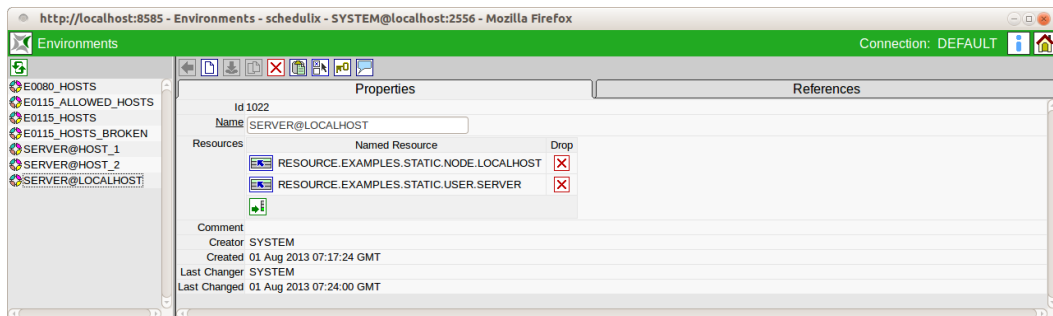 http://localhost:8585 - Environments - schedulix - SYSTEM@localhost:2556 - Mozilla Firefox
Environments
Connection: DEFAULT
E0080_HOSTS
E0115_ALLOWED_HOSTS
E0115_HOSTS
E0115_HOSTS_BROKEN
SERVER@HOST_1
SERVER@HOST_2
SERVER@LOCALHOST
Properties
References
Id 1022
Name SERVER@LOCALHOST
Resources Named Resource Drop
RESOURCE.EXAMPLES.STATIC.NODE.LOCALHOST
RESOURCE.EXAMPLES.STATIC.USER.SERVER
Comment
Creator SYSTEM
Created 01 Aug 2013 07:17:24 GMT
Last Changer SYSTEM
Last Changed 01 Aug 2013 07:24:00 GMT